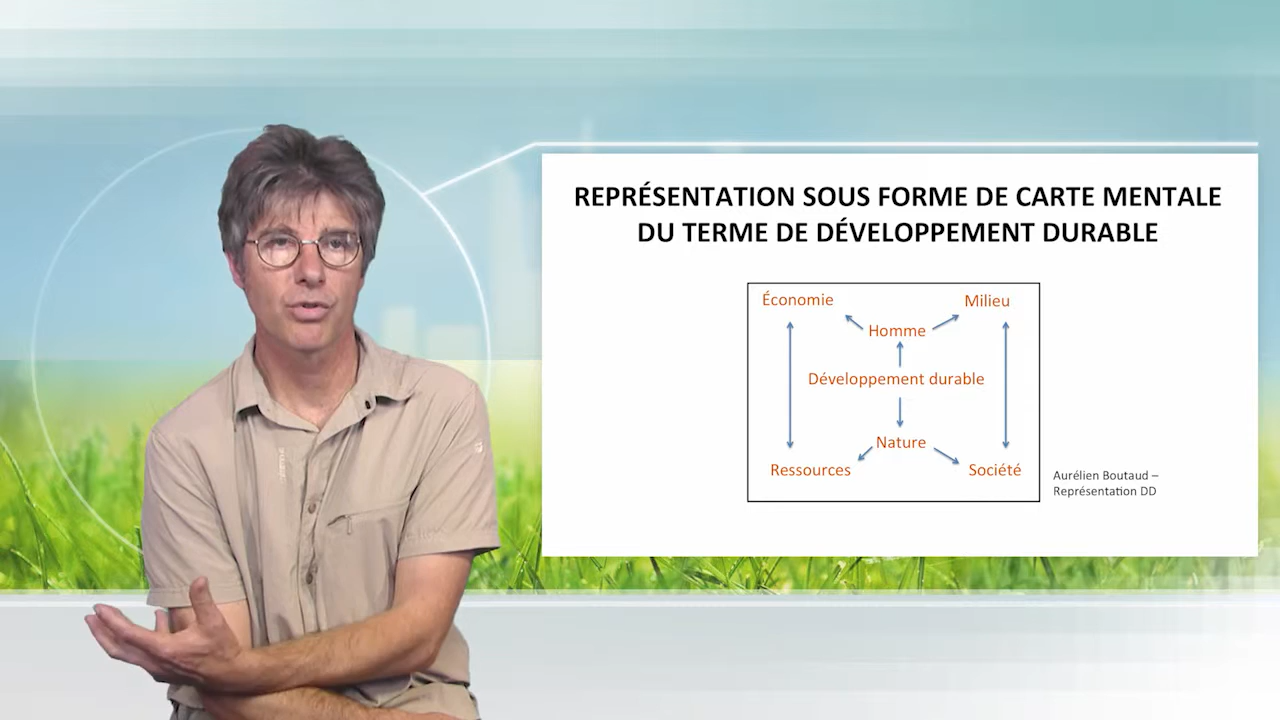 REPRÉSENTATION SOUS FORME DE CARTE MENTALE
DU TERME DE DÉVELOPPEMENT DURABLE
Économie
Milieu
Homme
Développement durable
Nature
Ressources
Société
Aurélien Boutaud –
Représentation DD